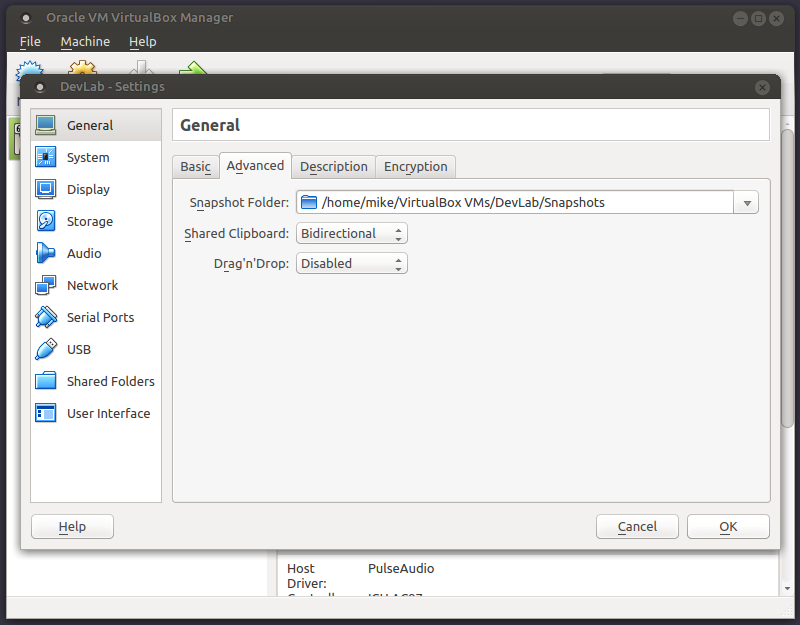 Oracle VM VirtualBox Manager
File Machine Help
DevLab - Settings
General
System
Display
Storage
Audio
Network
Serial Ports
USB
Shared Folders
User Interface
General
Basic Advanced Description Encryption
Snapshot Folder: /home/mike/VirtualBox VMs/DevLab/Snapshots
Shared Clipboard: Bidirectional
Drag'n'Drop: Disabled
Help Cancel OK
Host PulseAudio
Driver: